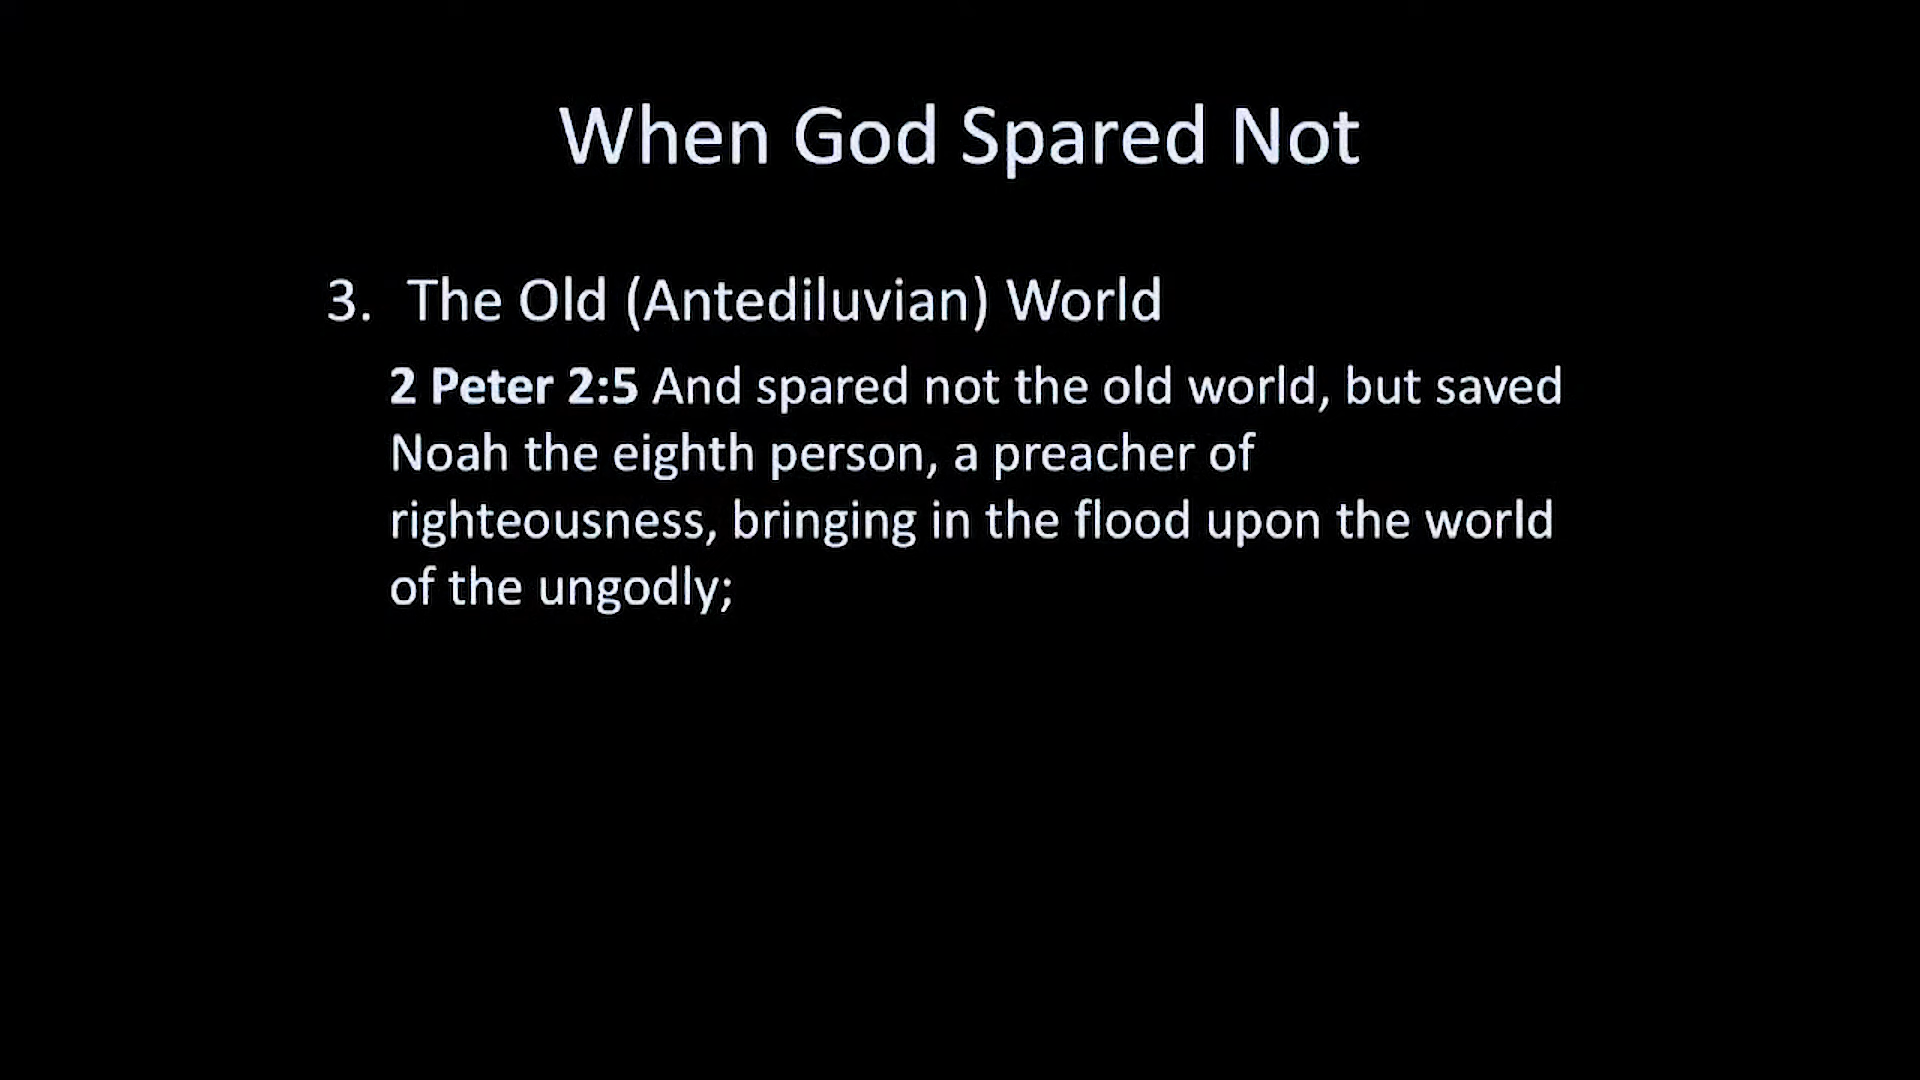 When God Spared Not
3. The Old (Antediluvian) World
2 Peter 2:5 And spared not the old world, but saved
Noah the eighth person, a preacher of
righteousness, bringing in the flood upon the world
of the ungodly;